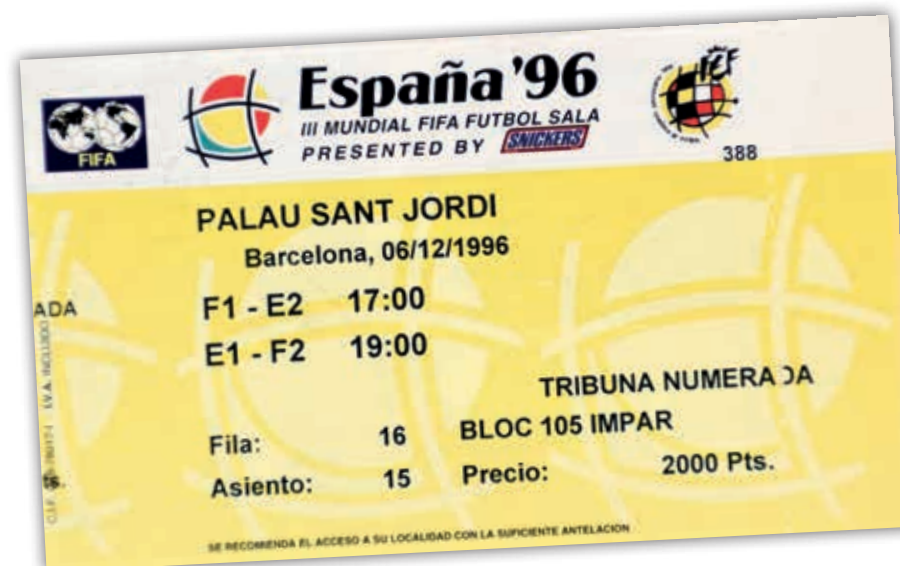 FIFA
España '96
III MUNDIAL FIFA FUTBOL SALA
PRESENTED BY SNICKERS
388
PALAU SANT JORDI
Barcelona, 06/12/1996
F1 - E2 17:00
E1 - F2 19:00
ADA
I.V.A. INCLUIDO
TRIBUNA NUMERADA
BLOC 105 IMPAR
Fila: 16
Asiento: 15
Precio: 2000 Pts.
SE RECOMIENDA EL ACCESO A SU LOCALIDAD CON LA SUFICIENTE ANTELACION